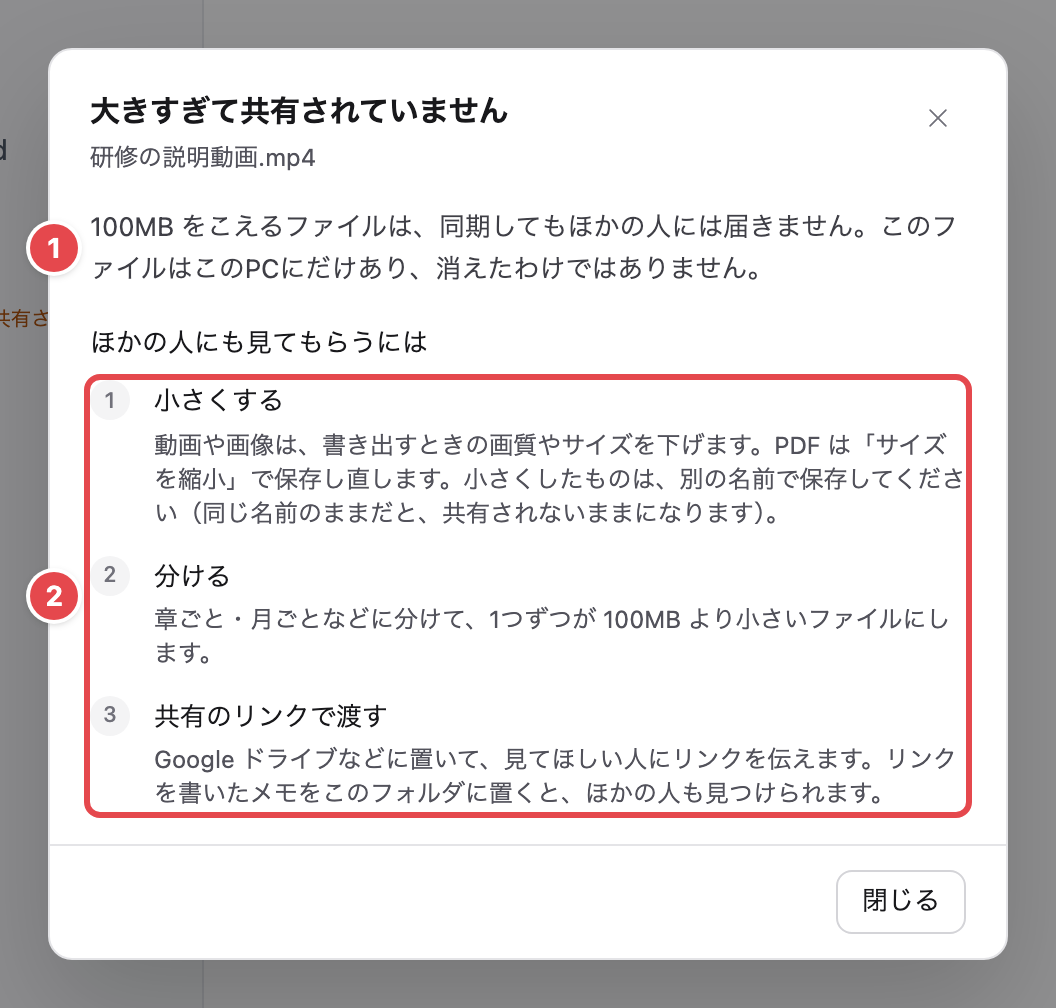 大きすぎて共有されていません
研修の説明動画.mp4
1
100MB をこえるファイルは、同期してもほかの人には届きません。このフ
ァイルはこのPCにだけあり、消えたわけではありません。
共有さ
ほかの人にも見てもらうには
1
小さくする
動画や画像は、書き出すときの画質やサイズを下げます。PDF は「サイズ
を縮小」で保存し直します。小さくしたものは、別の名前で保存してくださ
い（同じ名前のままだと、共有されないままになります）。
2
2
分ける
章ごと・月ごとなどに分けて、1つずつが 100MB より小さいファイルにし
ます。
3
共有のリンクで渡す
Google ドライブなどに置いて、見てほしい人にリンクを伝えます。リンク
を書いたメモをこのフォルダに置くと、ほかの人も見つけられます。
閉じる